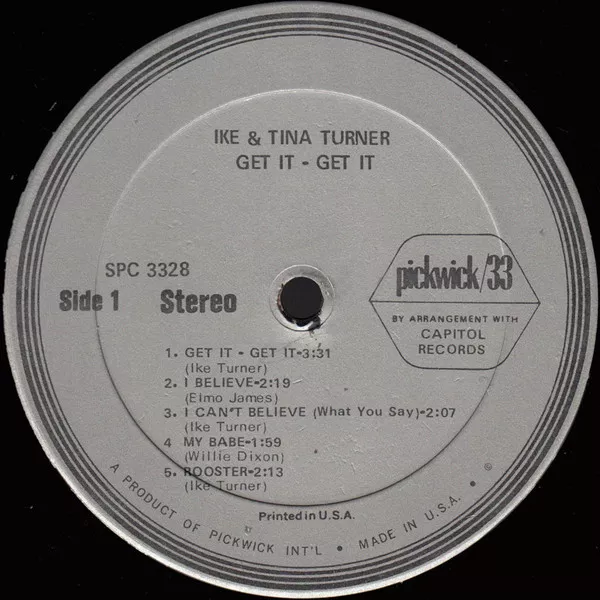 IKE & TINA TURNER
GET IT - GET IT
SPC 3328
Side 1 Stereo
pickwick/33
BY ARRANGEMENT WITH
CAPITOL
RECORDS
1. GET IT - GET IT-3:31
(Ike Turner)
2. I BELIEVE-2:19
(Elmo James)
3. I CAN'T BELIEVE (What You Say)-2:07
(Ike Turner)
4 MY BABE-1:59
(Willie Dixon)
5. ROOSTER-2:13
(Ike Turner)
Printed in U.S.A.
A PRODUCT OF PICKWICK INT'L • MADE IN U.S.A. • ®